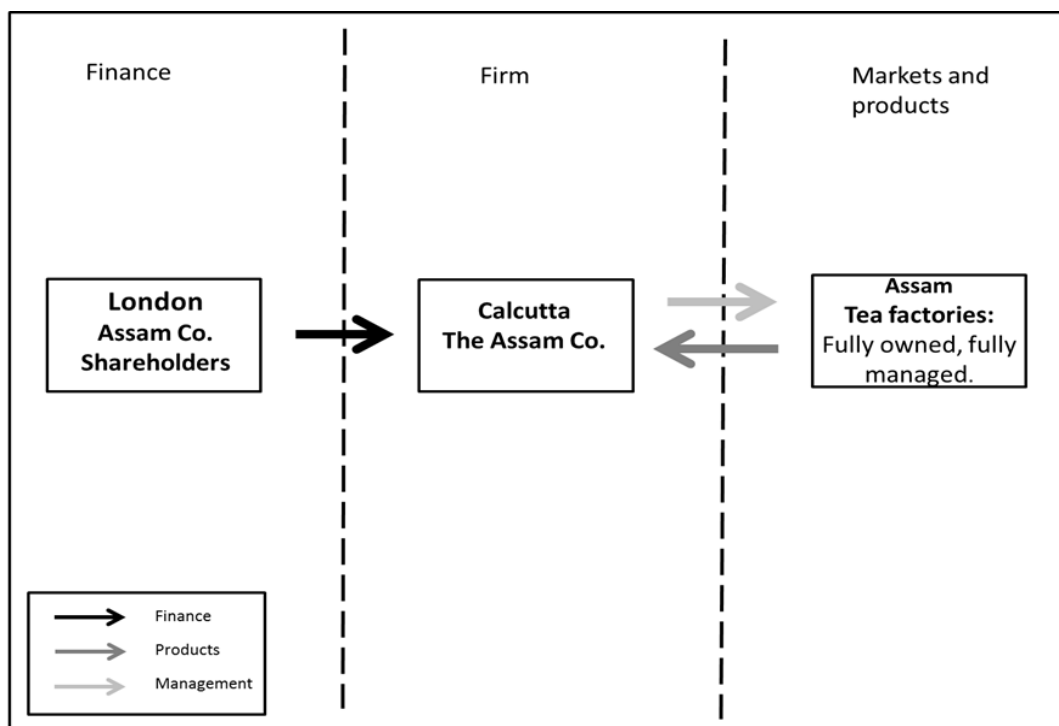 Finance
Firm
Markets and
products
London
Assam Co.
Shareholders
Calcutta
The Assam Co.
Assam
Tea factories:
Fully owned, fully
managed.
Finance
Products
Management